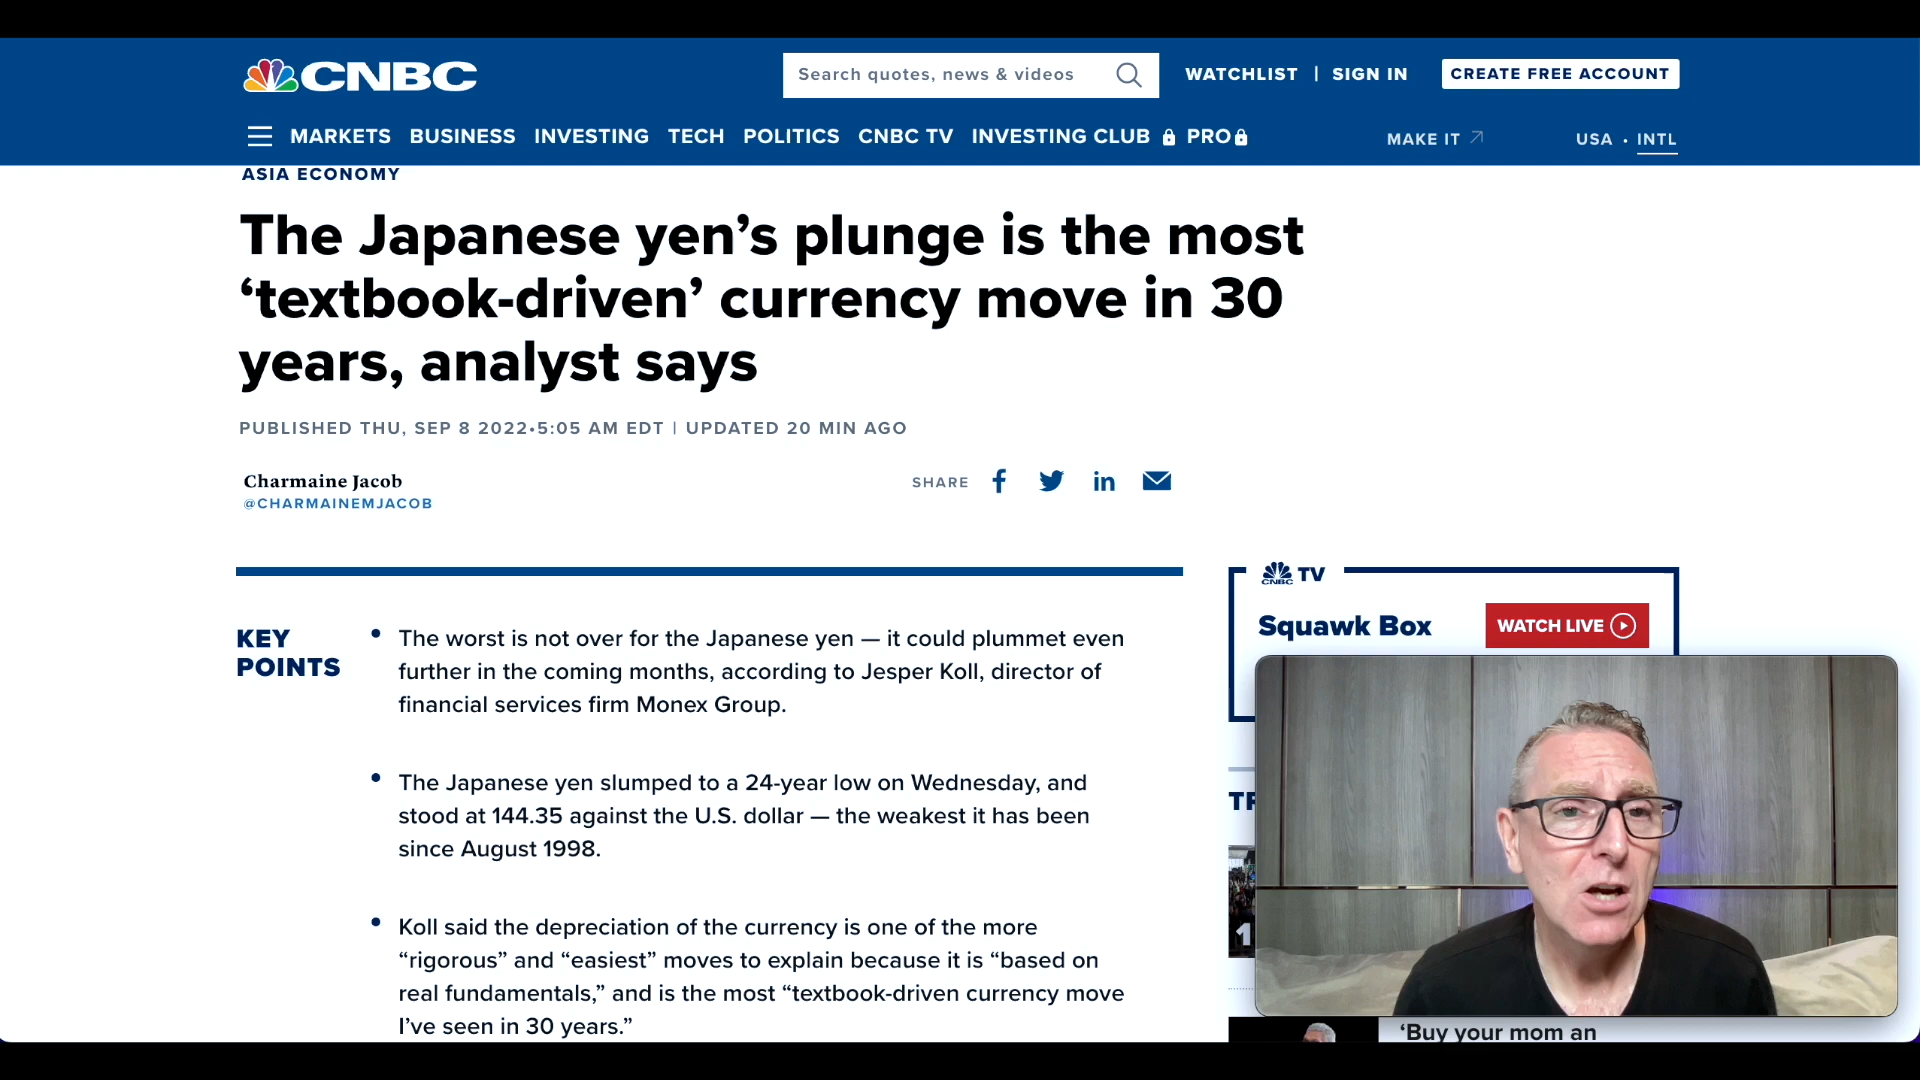 CNBC
Search quotes, news & videos
WATCHLIST | SIGN IN
CREATE FREE ACCOUNT
MARKETS BUSINESS INVESTING TECH POLITICS CNBC TV INVESTING CLUB PRO
MAKE IT
USA • INTL
ASIA ECONOMY
The Japanese yen’s plunge is the most
‘textbook-driven’ currency move in 30
years, analyst says
PUBLISHED THU, SEP 8 2022•5:05 AM EDT | UPDATED 20 MIN AGO
Charmaine Jacob
@CHARMAINEMJACOB
SHARE
KEY
POINTS
• The worst is not over for the Japanese yen — it could plummet even
further in the coming months, according to Jesper Koll, director of
financial services firm Monex Group.
• The Japanese yen slumped to a 24-year low on Wednesday, and
stood at 144.35 against the U.S. dollar — the weakest it has been
since August 1998.
• Koll said the depreciation of the currency is one of the more
“rigorous” and “easiest” moves to explain because it is “based on
real fundamentals,” and is the most “textbook-driven currency move
I’ve seen in 30 years.”
CNBC TV
Squawk Box
WATCH LIVE
1
‘Buy your mom an